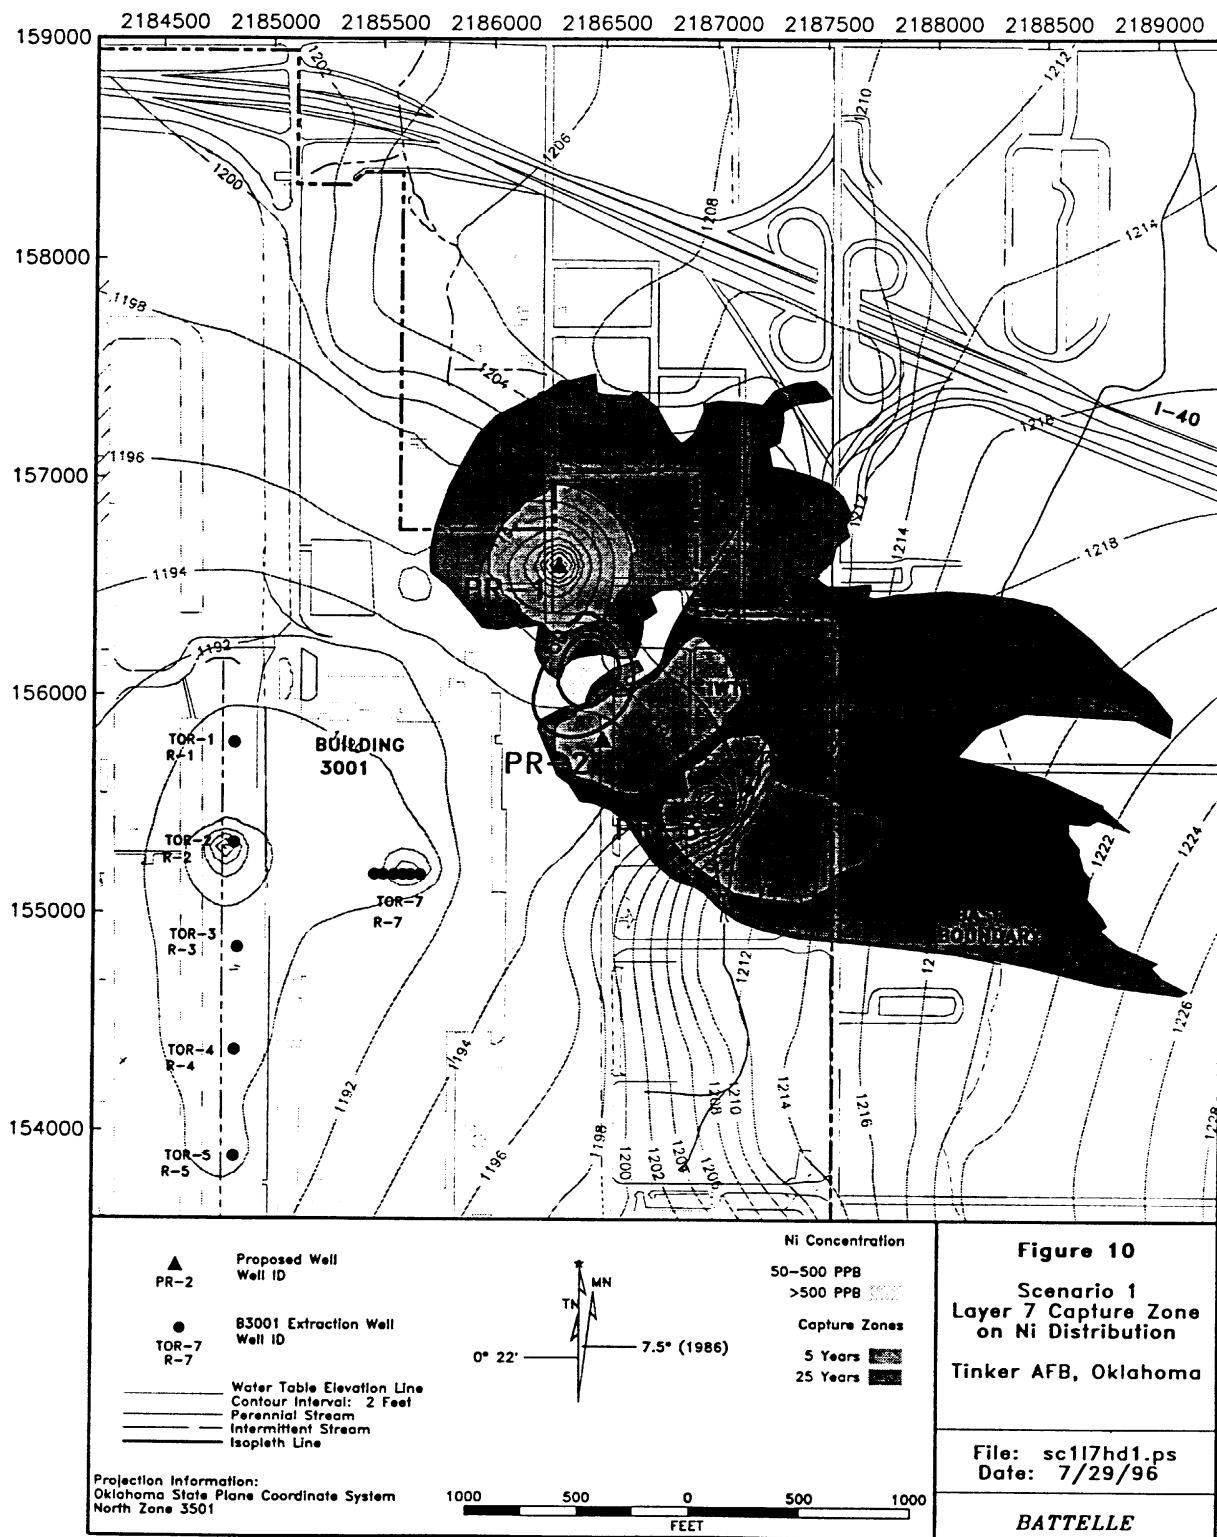 2184500 2185000 2185500 2186000 2186500 2187000 2187500 2188000 2188500 2189000
159000
158000
157000
156000
155000
154000
1202
1200
1206
1208
1210
1212
1214
1198
1204
1216
I-40
1196
1212
1214
1218
1194
1192
PR-1
PR-2
BUILDING
3001
TOR-1
R-1
TOR-2
R-2
TOR-7
R-7
TOR-3
R-3
TOR-4
R-4
TOR-5
R-5
EAST
BOUNDARY
1222
1224
1226
1228
1212
1194
1192
1196
1198
1200
1202
1204
1206
1208
1210
1214
1216
PR-2
Proposed Well
Well ID
TOR-7
R-7
B3001 Extraction Well
Well ID
Water Table Elevation Line
Contour Interval: 2 Feet
Perennial Stream
Intermittent Stream
Isopleth Line
TN
MN
0° 22'
7.5° (1986)
Ni Concentration
50-500 PPB
>500 PPB
Capture Zones
5 Years
25 Years
Projection Information:
Oklahoma State Plane Coordinate System
North Zone 3501
1000 500 0 500 1000
FEET
Figure 10
Scenario 1
Layer 7 Capture Zone
on Ni Distribution
Tinker AFB, Oklahoma
File: sc1l7hd1.ps
Date: 7/29/96
BATTELLE